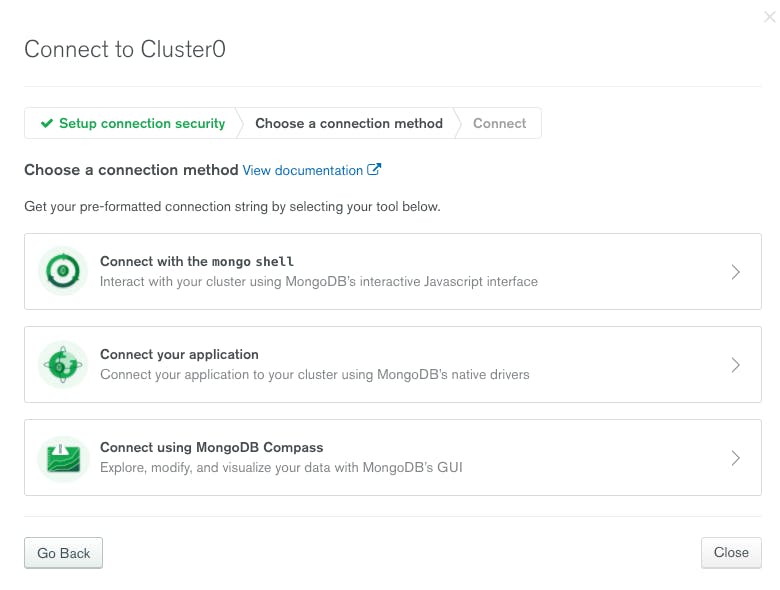 Connect to Cluster0
Setup connection security
Choose a connection method
Connect
Choose a connection method View documentation
Get your pre-formatted connection string by selecting your tool below.
Connect with the mongo shell
Interact with your cluster using MongoDB's interactive Javascript interface
Connect your application
Connect your application to your cluster using MongoDB's native drivers
Connect using MongoDB Compass
Explore, modify, and visualize your data with MongoDB's GUI
Go Back
Close